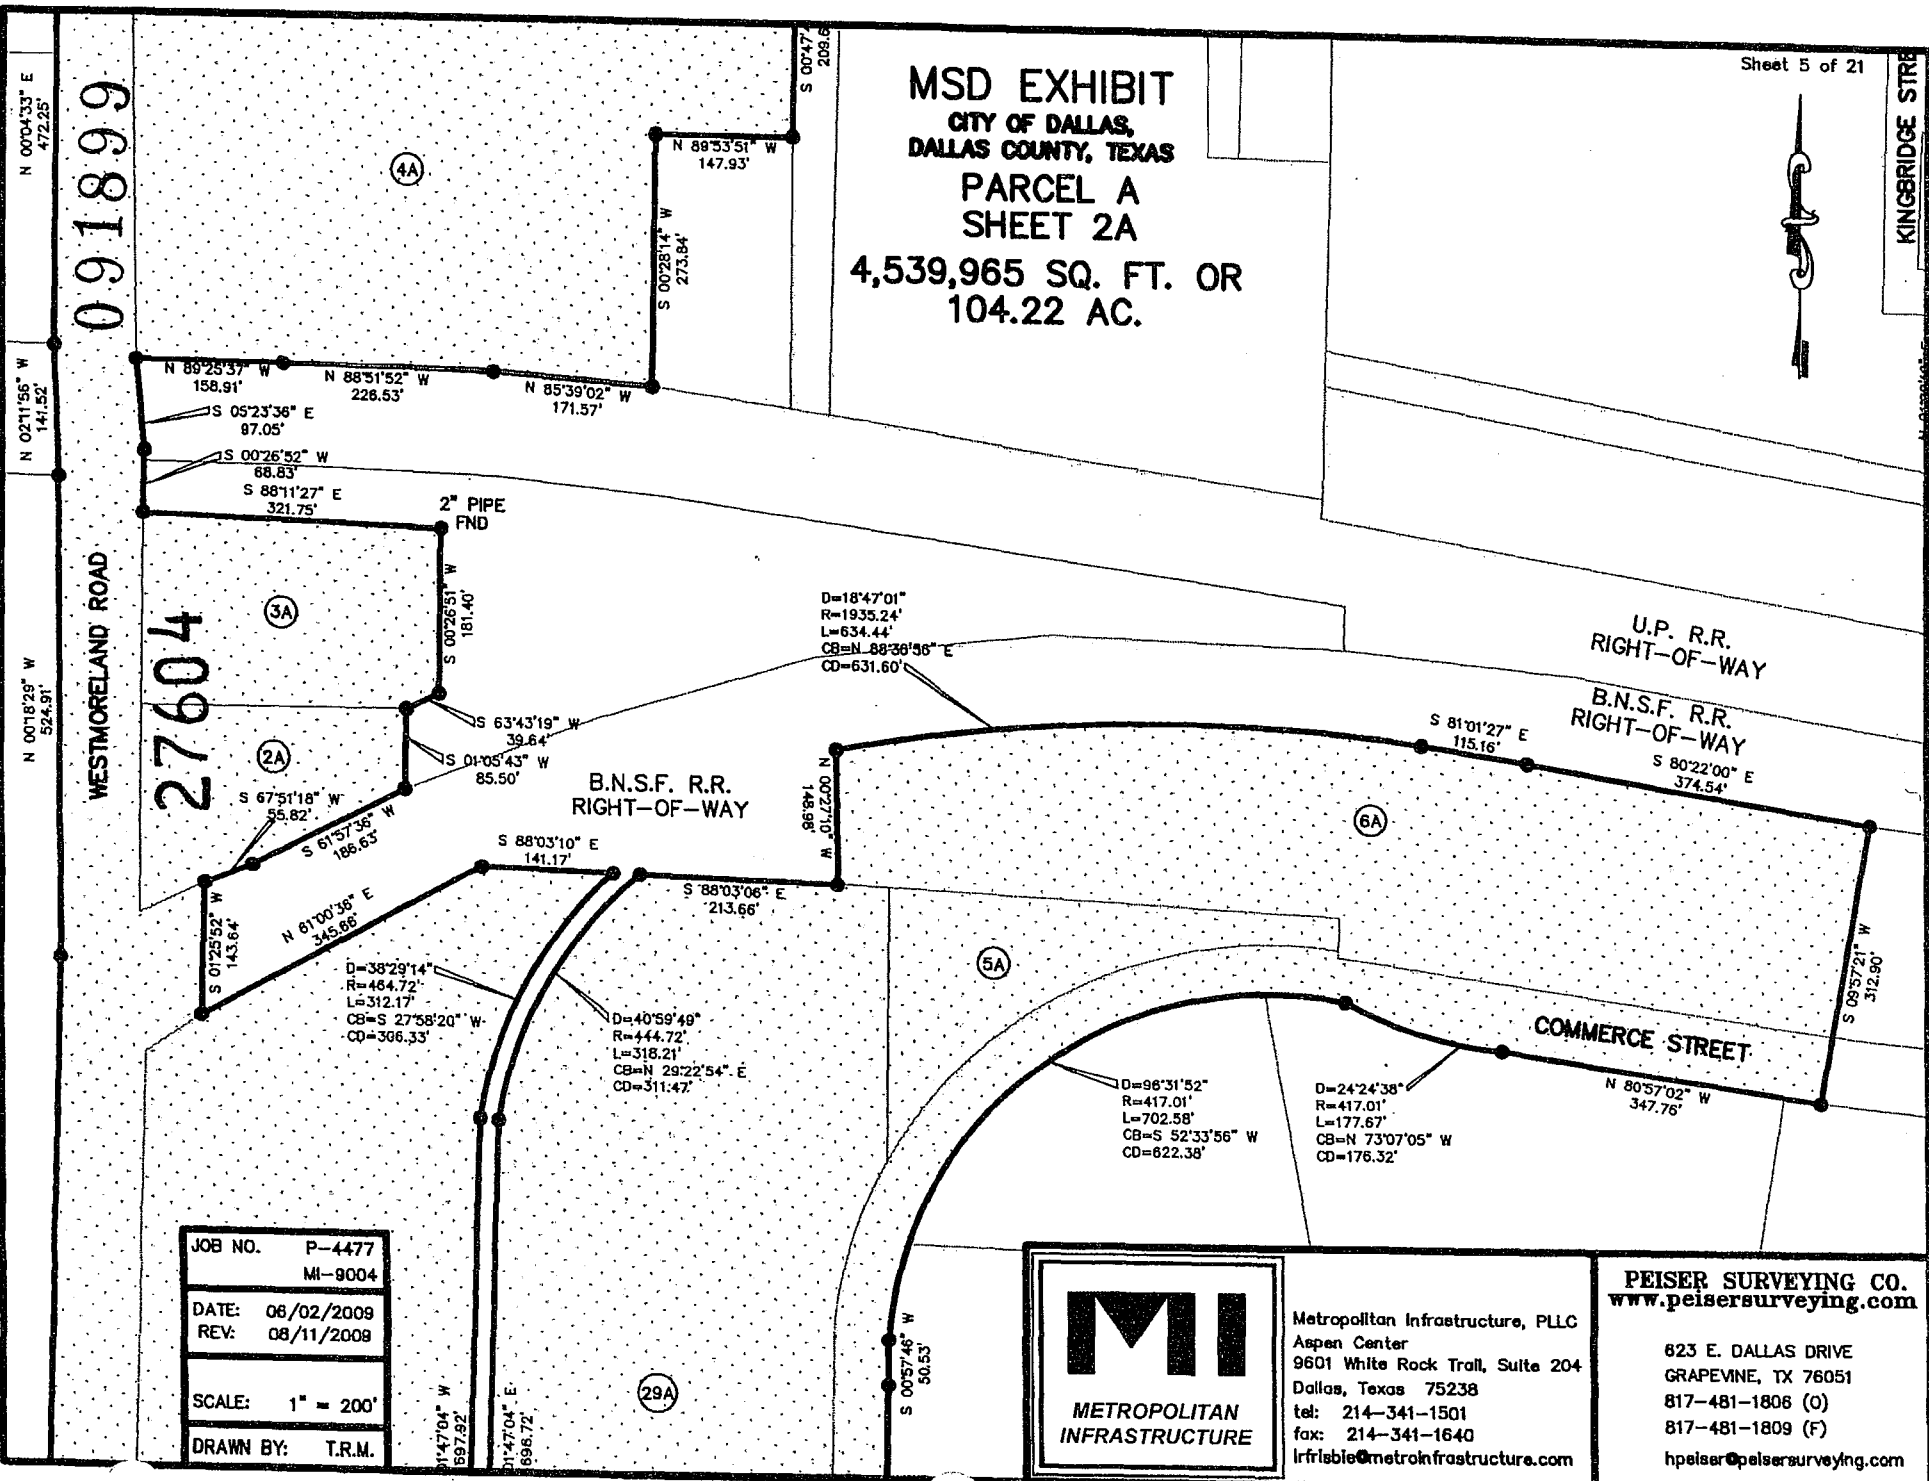 Sheet 5 of 21
MSD EXHIBIT
CITY OF DALLAS,
DALLAS COUNTY, TEXAS
PARCEL A
SHEET 2A
4,539,965 SQ. FT. OR
104.22 AC.
KINGBRIDGE STRE
N 00°04'33" E
472.25'
0091899
N 02°11'56" W
141.52'
N 00°18'29" W
524.91'
WESTMORELAND ROAD
27604
4A
S 00°47'
209.6
N 89°53'51" W
147.93'
S 00°28'14" W
273.84'
N 89°25'37" W
158.91'
N 88°51'52" W
226.53'
N 85°39'02" W
171.57'
S 05°23'36" E
97.05'
S 00°26'52" W
68.83'
S 88°11'27" E
321.75'
2" PIPE
FND
3A
S 00°26'51" W
181.40'
S 63°43'19" W
39.64'
2A
S 01°05'43" W
85.50'
S 67°51'18" W
55.82'
S 61°57'36" W
186.63'
B.N.S.F. R.R.
RIGHT-OF-WAY
S 88°03'10" E
141.17'
S 01°25'52" W
143.64'
N 61°00'36" E
345.66'
D=38°29'14"
R=464.72'
L=312.17'
CB=S 27°58'20" W
CD=306.33'
D=40°59'49"
R=444.72'
L=318.21'
CB=N 29°22'54" E
CD=311.47'
S 88°03'06" E
213.66'
N 00°27'10" W
148.98'
D=18°47'01"
R=1935.24'
L=634.44'
CB=N 88°36'56" E
CD=631.60'
U.P. R.R.
RIGHT-OF-WAY
B.N.S.F. R.R.
RIGHT-OF-WAY
S 81°01'27" E
115.16'
S 80°22'00" E
374.54'
6A
5A
S 09°57'21" W
312.90'
COMMERCE STREET
N 80°57'02" W
347.76'
D=96°31'52"
R=417.01'
L=702.58'
CB=S 52°33'56" W
CD=622.38'
D=24°24'38"
R=417.01'
L=177.67'
CB=N 73°07'05" W
CD=176.32'
S 00°57'46" W
50.53'
29A
01°47'04" W
697.92'
01°47'04" E
698.72'
JOB NO. P-4477
MI-9004
DATE: 06/02/2009
REV: 08/11/2009
SCALE: 1" = 200'
DRAWN BY: T.R.M.
MI
METROPOLITAN
INFRASTRUCTURE
Metropolitan Infrastructure, PLLC
Aspen Center
9601 White Rock Trail, Suite 204
Dallas, Texas 75238
tel: 214-341-1501
fax: 214-341-1640
lrfrisbie@metroinfrastructure.com
PEISER SURVEYING CO.
www.peisersurveying.com
623 E. DALLAS DRIVE
GRAPEVINE, TX 76051
817-481-1806 (O)
817-481-1809 (F)
hpeiser@peisersurveying.com